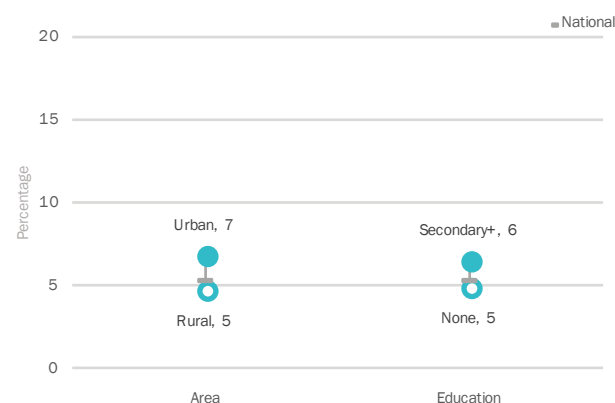 National
20
15
10
5
0
Percentage
Urban, 7
Rural, 5
Secondary+, 6
None, 5
Area
Education